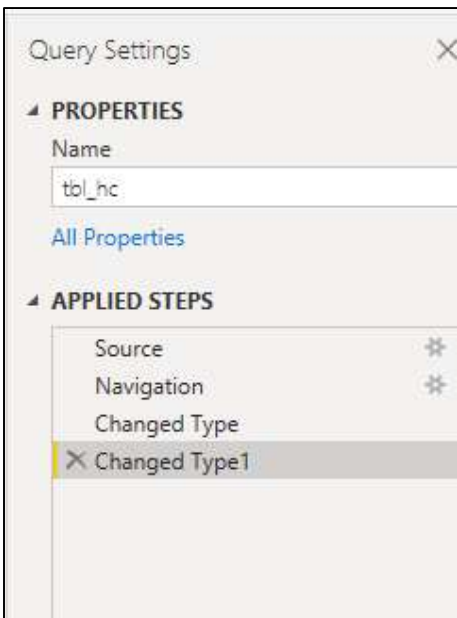 Query Settings
PROPERTIES
Name
tbl_hc
All Properties
APPLIED STEPS
Source
Navigation
Changed Type
Changed Type1